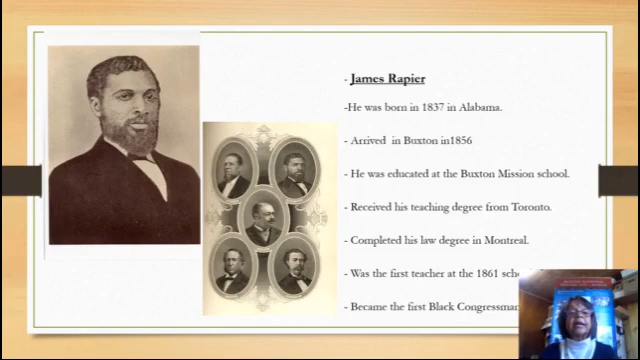 - James Rapier
-He was born in 1837 in Alabama.
- Arrived in Buxton in1856
- He was educated at the Buxton Mission school.
- Received his teaching degree from Toronto.
- Completed his law degree in Montreal.
- Was the first teacher at the 1861
- Became the first Black Congressman